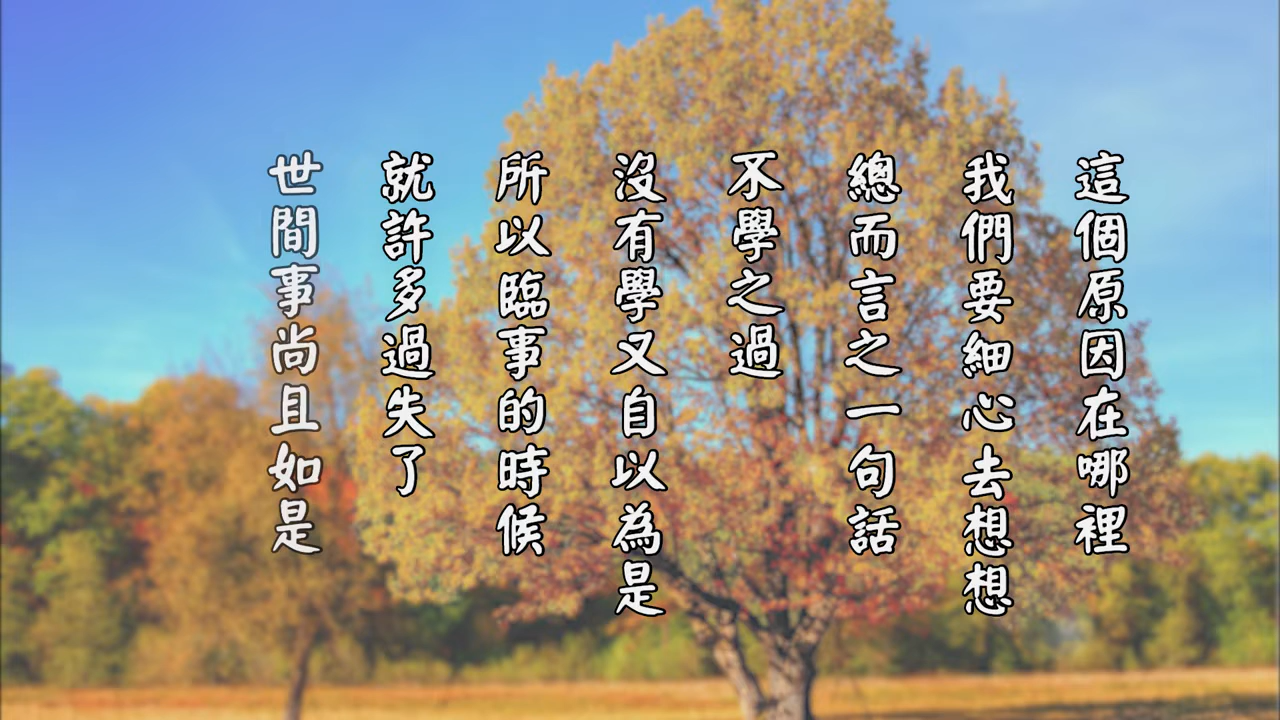 這個原因在哪裡
我們要細心去想想
總而言之一句話
不學之過
沒有學又自以為是
所以臨事的時候
就許多過失了
世間事尚且如是